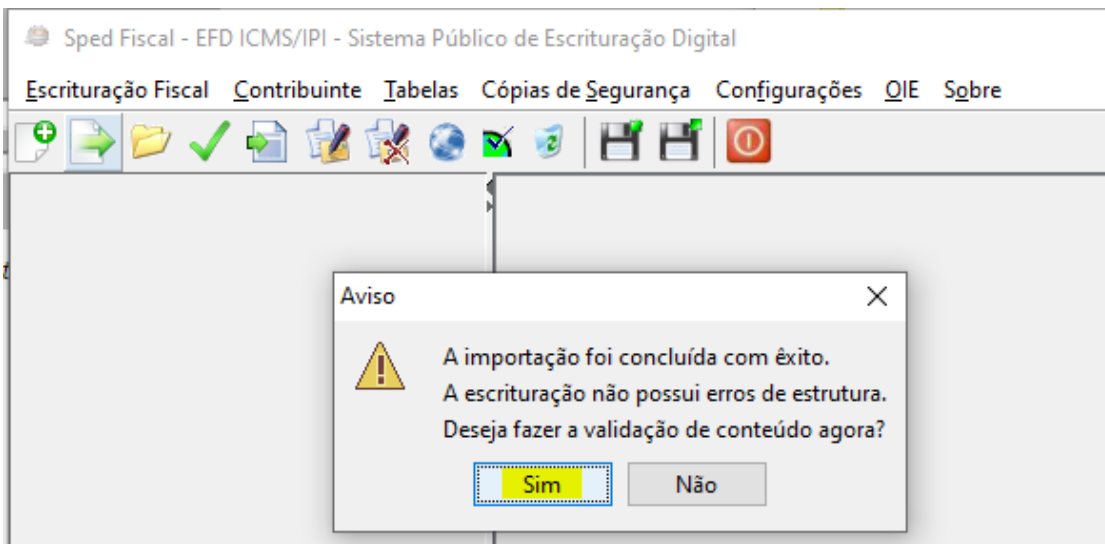 Sped Fiscal - EFD ICMS/IPI - Sistema Público de Escrituração Digital
Escrituração Fiscal Contribuinte Tabelas Cópias de Segurança Configurações OIE Sobre
Aviso
A importação foi concluída com êxito.
A escrituração não possui erros de estrutura.
Deseja fazer a validação de conteúdo agora?
Sim Não